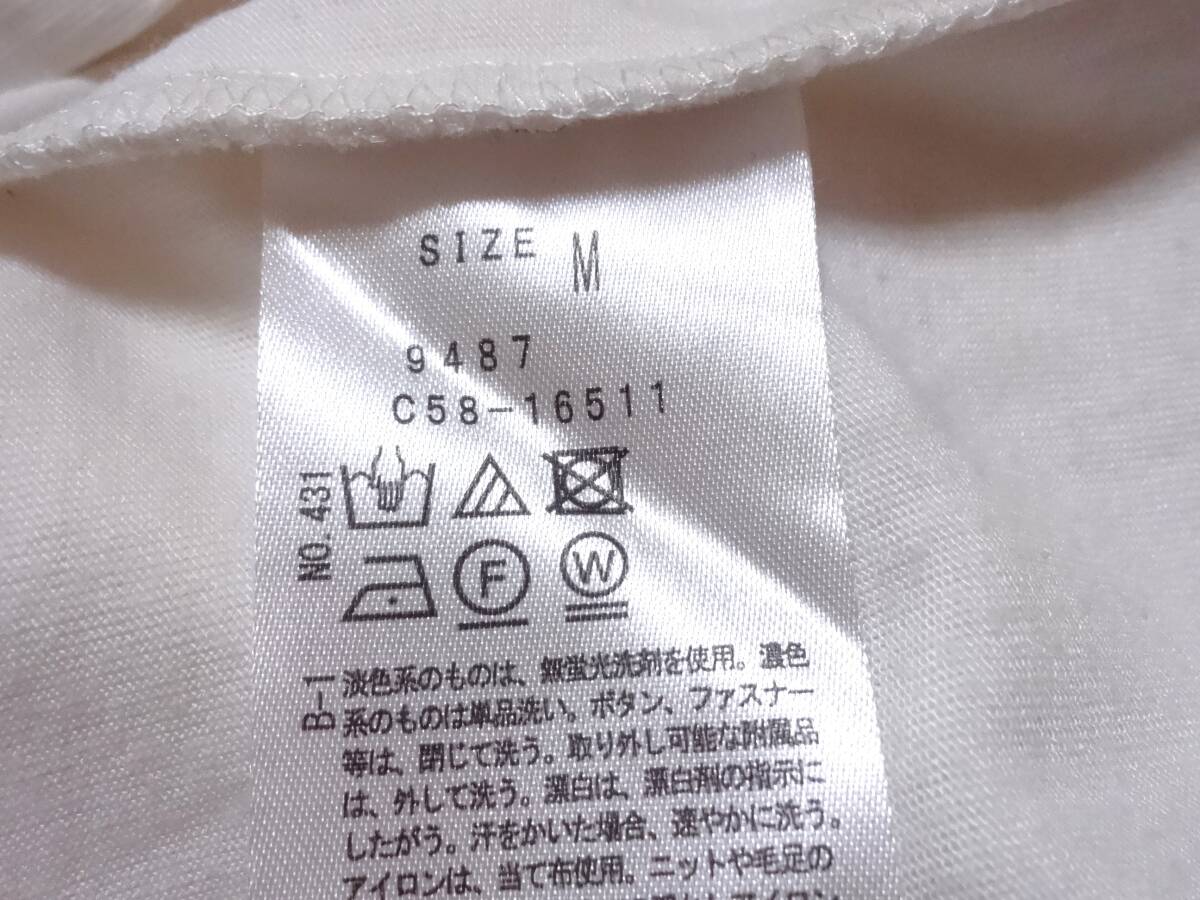 SIZE M
9487
C58-16511
NO.431
F W
B-1
淡色系のものは、無蛍光洗剤を使用。濃色
系のものは単品洗い。ボタン、ファスナー
等は、閉じて洗う。取り外し可能な附属品
は、外して洗う。漂白は、漂白剤の指示に
したがう。汗をかいた場合、速やかに洗う。
アイロンは、当て布使用。ニットや毛足の